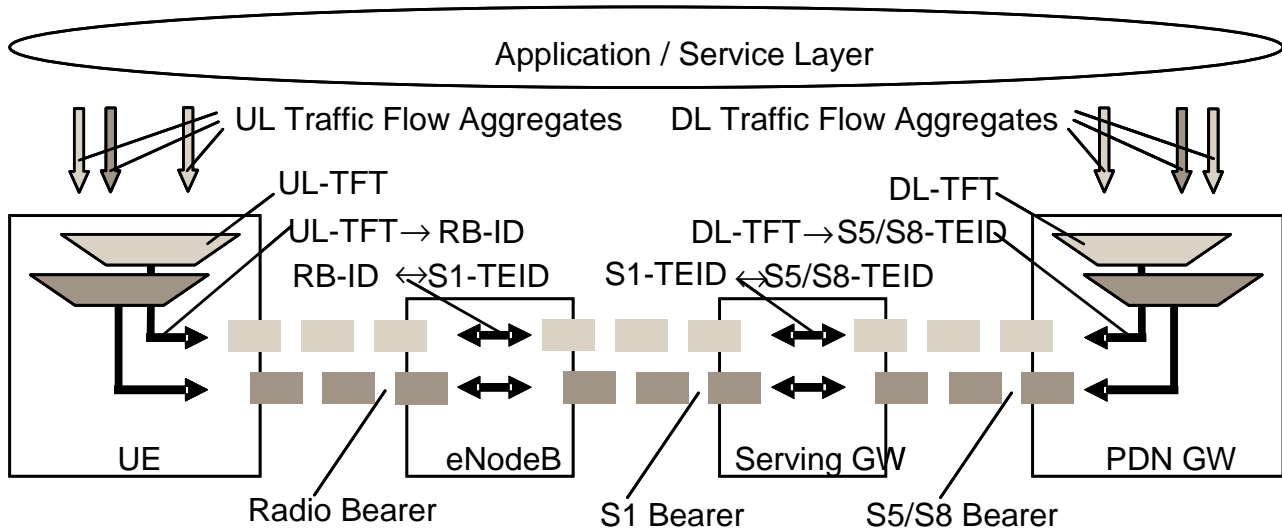 Application / Service Layer
UL Traffic Flow Aggregates
DL Traffic Flow Aggregates
UL-TFT
DL-TFT
UL-TFT → RB-ID
DL-TFT → S5/S8-TEID
RB-ID ↔ S1-TEID
S1-TEID ↔ S5/S8-TEID
UE
eNodeB
Serving GW
PDN GW
Radio Bearer
S1 Bearer
S5/S8 Bearer